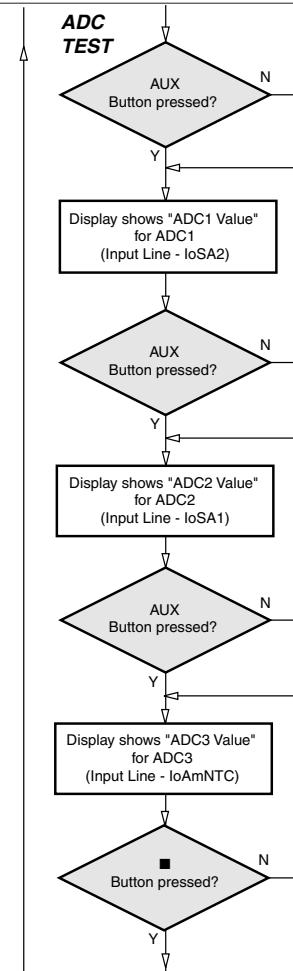 ADC
TEST
AUX
Button pressed?
N
Y
Display shows "ADC1 Value"
for ADC1
(Input Line - IoSA2)
AUX
Button pressed?
N
Y
Display shows "ADC2 Value"
for ADC2
(Input Line - IoSA1)
AUX
Button pressed?
N
Y
Display shows "ADC3 Value"
for ADC3
(Input Line - IoAmNTC)
■
Button pressed?
N
Y